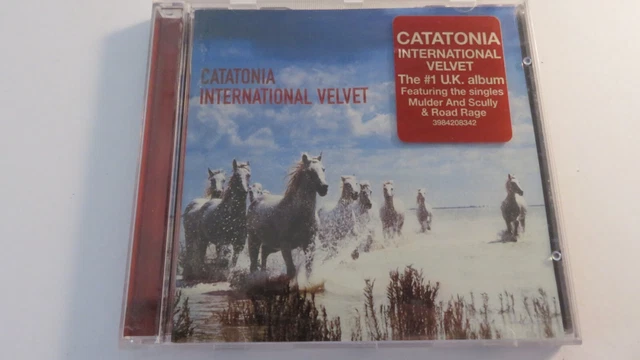 CATATONIA
INTERNATIONAL VELVET
CATATONIA
INTERNATIONAL
VELVET
The #1 U.K. album
Featuring the singles
Mulder And Scully
& Road Rage
3984208342